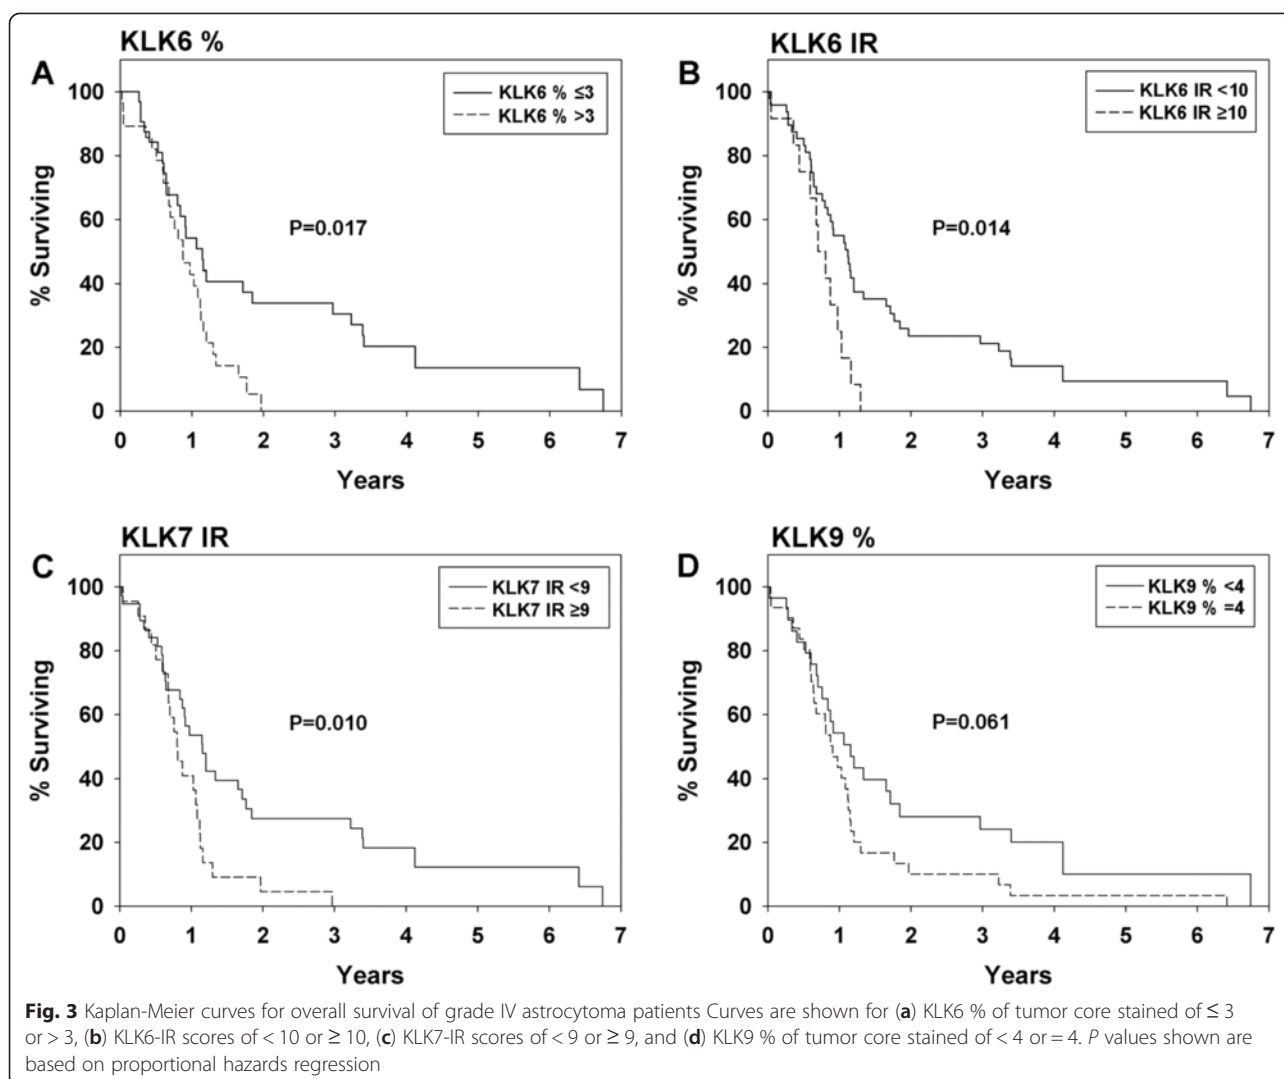 KLK6 %
A
KLK6 % ≤3
KLK6 % >3
100
80
60
40
20
0
% Surviving
P=0.017
0 1 2 3 4 5 6 7
Years
KLK6 IR
B
KLK6 IR <10
KLK6 IR ≥10
100
80
60
40
20
0
% Surviving
P=0.014
0 1 2 3 4 5 6 7
Years
KLK7 IR
C
KLK7 IR <9
KLK7 IR ≥9
100
80
60
40
20
0
% Surviving
P=0.010
0 1 2 3 4 5 6 7
Years
KLK9 %
D
KLK9 % <4
KLK9 % =4
100
80
60
40
20
0
% Surviving
P=0.061
0 1 2 3 4 5 6 7
Years
Fig. 3 Kaplan-Meier curves for overall survival of grade IV astrocytoma patients Curves are shown for (a) KLK6 % of tumor core stained of ≤ 3
or > 3, (b) KLK6-IR scores of < 10 or ≥ 10, (c) KLK7-IR scores of < 9 or ≥ 9, and (d) KLK9 % of tumor core stained of < 4 or = 4. P values shown are
based on proportional hazards regression